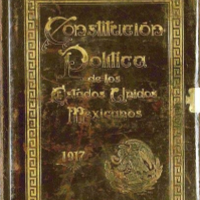 Constitución
Política
de los
Estados Unidos
Mexicanos
1917